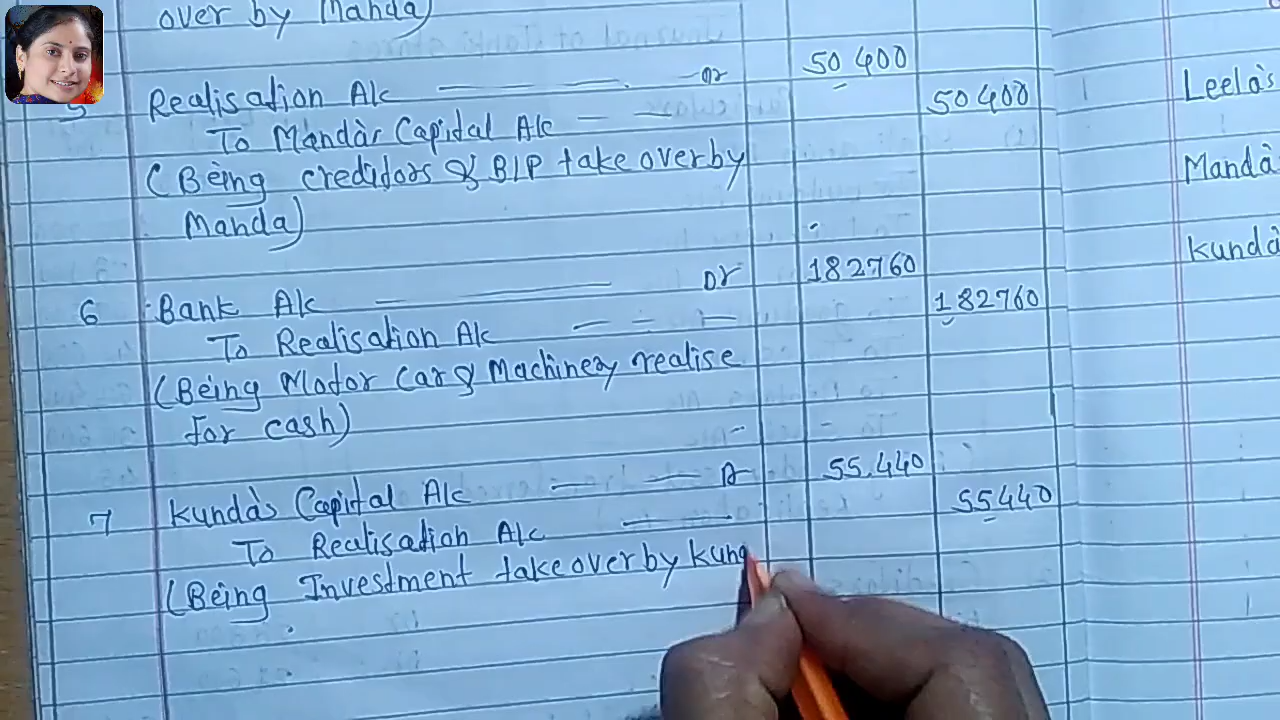 over by Manda)
50400
5 Realisation A/c Dr
50400
To Manda's Capital A/c
(Being creditors & B/P take over by
Manda)
182760
6 Bank A/c Dr
182760
To Realisation A/c
(Being Motor Car & Machinery realise
for cash)
55440
7 Kunda's Capital A/c Dr
55440
To Realisation A/c
(Being Investment take over by Kun
Leela's
Manda's
Kunda'